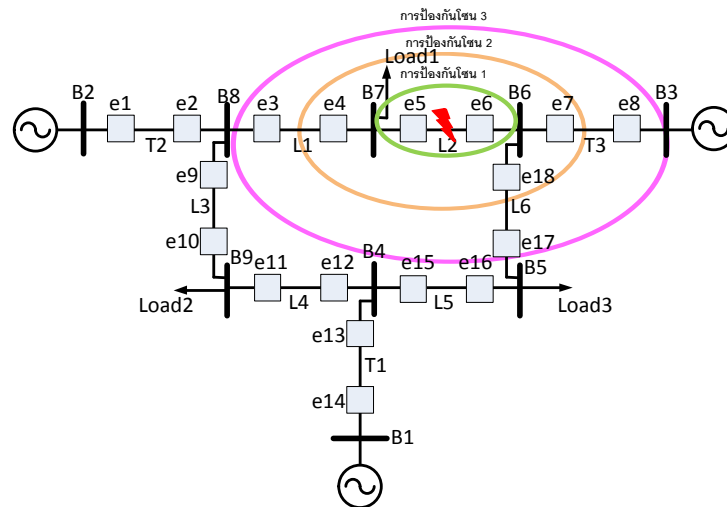 การป้องกันโซน 3
การป้องกันโซน 2
Load1
การป้องกันโซน 1
B2 e1 e2 B8 e3 e4 B7 e5 e6 B6 e7 e8 B3
T2 L1 L2 T3
e9 e18
L3 L6
e10 e17
B9 e11 e12 B4 e15 e16 B5
Load2 L4 L5 Load3
e13
T1
e14
B1